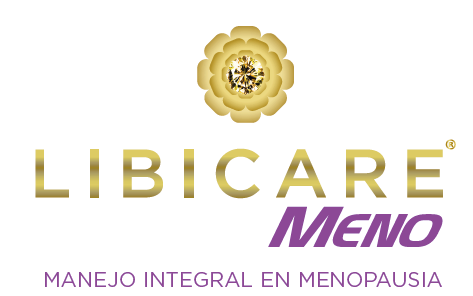 LIBICARE®
MENO
MANEJO INTEGRAL EN MENOPAUSIA